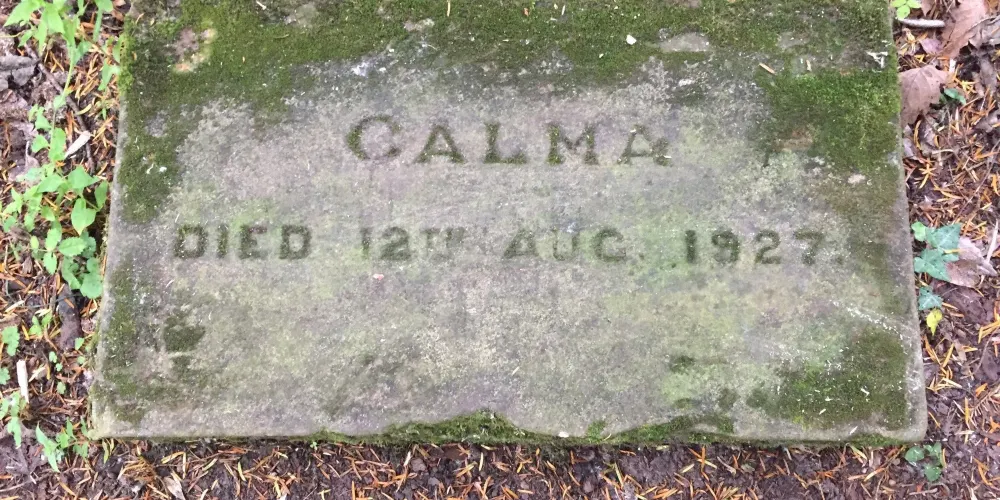 CALMA
DIED 12TH AUG. 1927.